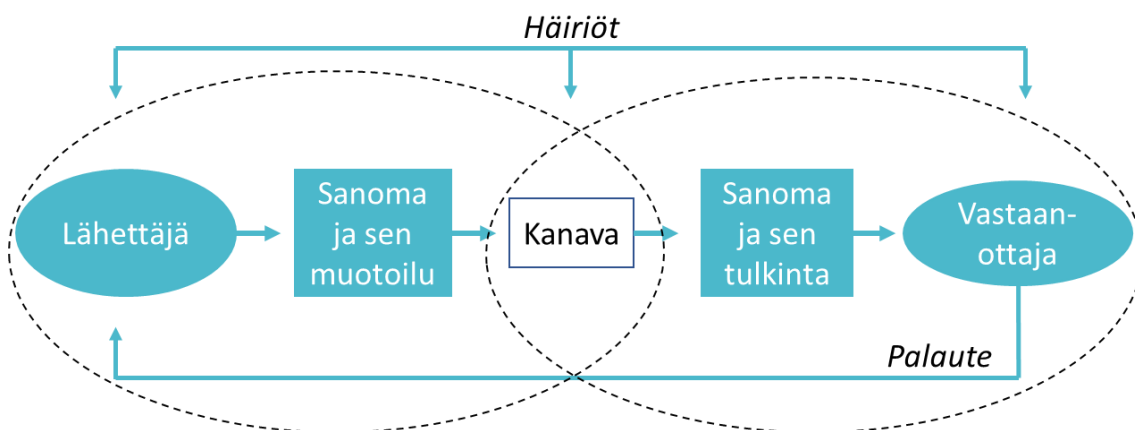 Häiriöt
Lähettäjä
Sanoma
ja sen
muotoilu
Kanava
Sanoma
ja sen
tulkinta
Vastaan-
ottaja
Palaute